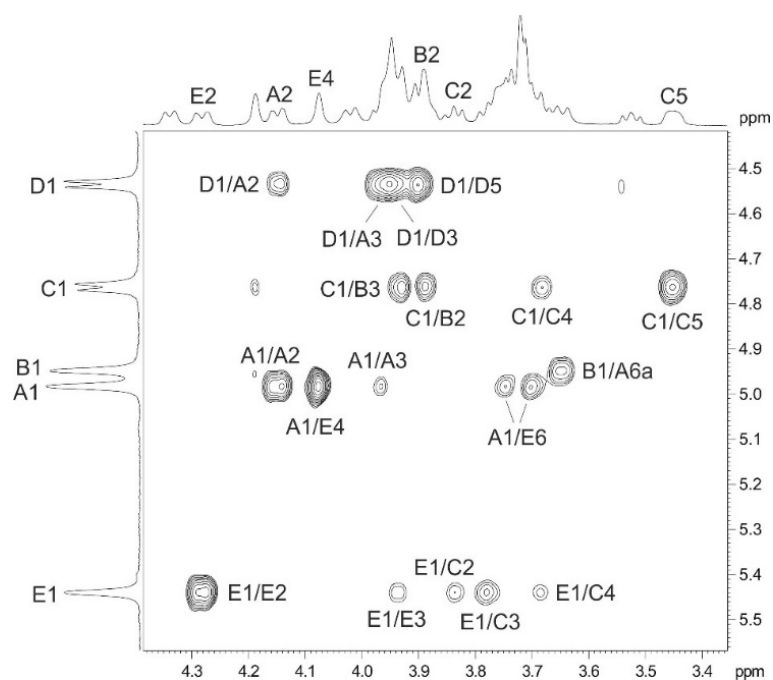 E2 A2 E4 B2 C2 C5
ppm
D1 D1/A2 D1/D5 4.5
D1/A3 D1/D3 4.6
4.7
C1 C1/B3 C1/B2 C1/C4 C1/C5 4.8
B1 A1/A2 A1/A3 B1/A6a 4.9
A1 5.0
A1/E4 A1/E6 5.1
5.2
5.3
E1/C2 5.4
E1 E1/E2 E1/E3 E1/C3 E1/C4
5.5
4.3 4.2 4.1 4.0 3.9 3.8 3.7 3.6 3.5 3.4 ppm